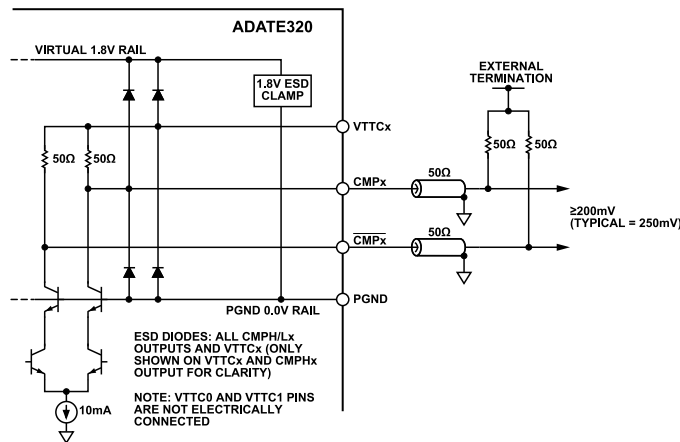 ADATE320
VIRTUAL 1.8V RAIL
1.8V ESD
CLAMP
EXTERNAL
TERMINATION
VTTCx
50Ω
50Ω
50Ω
50Ω
50Ω
CMPx
≥200mV
(TYPICAL = 250mV)
50Ω
CMPx
PGND 0.0V RAIL
PGND
ESD DIODES: ALL CMPH/Lx
OUTPUTS AND VTTCx (ONLY
SHOWN ON VTTCx AND CMPHx
OUTPUT FOR CLARITY)
NOTE: VTTC0 AND VTTC1 PINS
ARE NOT ELECTRICALLY
CONNECTED
10mA